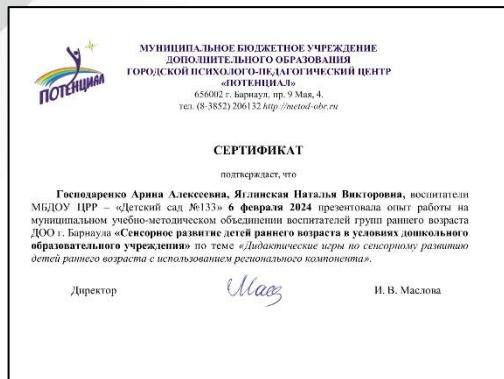 ПОТЕНЦИАЛ
МУНИЦИПАЛЬНОЕ БЮДЖЕТНОЕ УЧРЕЖДЕНИЕ
ДОПОЛНИТЕЛЬНОГО ОБРАЗОВАНИЯ
ГОРОДСКОЙ ПСИХОЛОГО-ПЕДАГОГИЧЕСКИЙ ЦЕНТР
«ПОТЕНЦИАЛ»
656002 г. Барнаул, пр. 9 Мая, 4.
тел. (8-3852) 206132 http://metod-obr.ru
СЕРТИФИКАТ
подтверждает, что
Господаренко Арина Алексеевна, Яглинская Наталья Викторовна, воспитатели
МБДОУ ЦРР – «Детский сад №133» 6 февраля 2024 презентовала опыт работы на
муниципальном учебно-методическом объединении воспитателей групп раннего возраста
ДОО г. Барнаула «Сенсорное развитие детей раннего возраста в условиях дошкольного
образовательного учреждения» по теме «Дидактические игры по сенсорному развитию
детей раннего возраста с использованием регионального компонента».
Директор И. В. Маслова